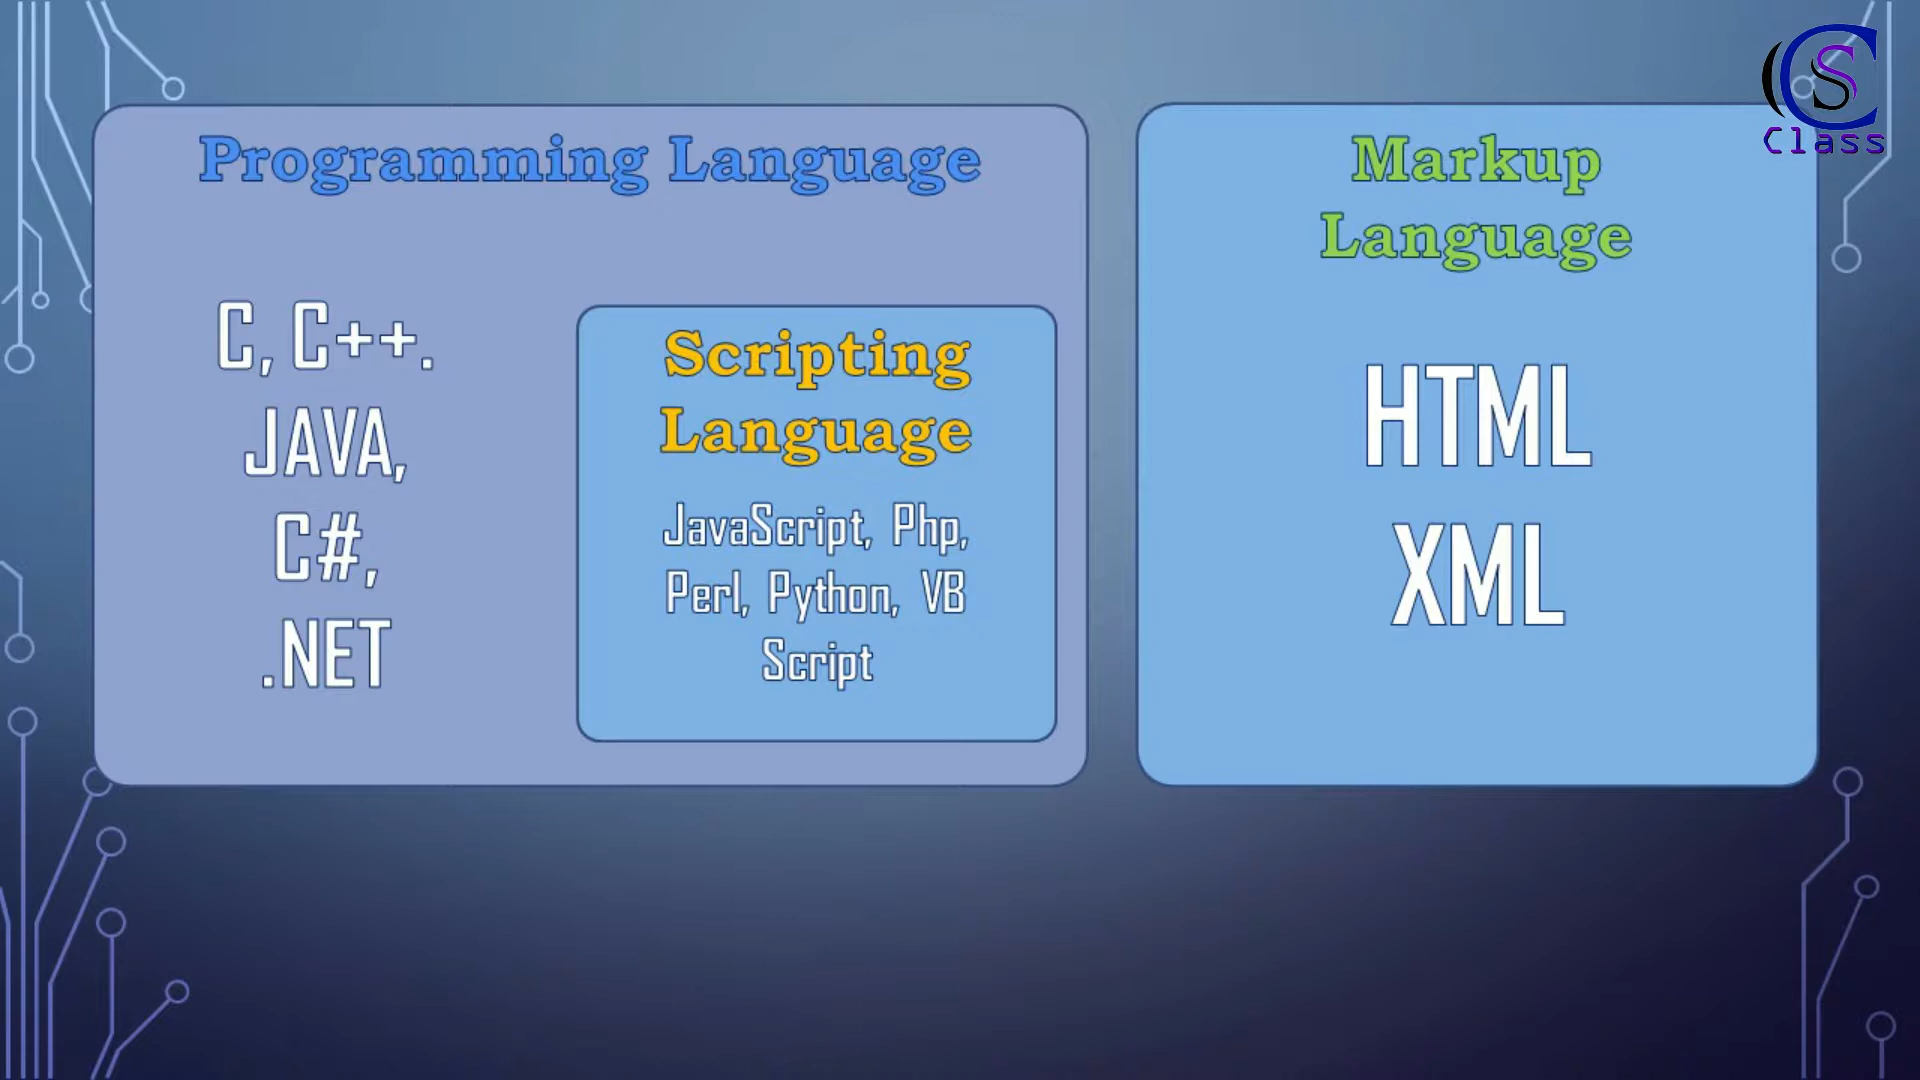 Programming Language
C, C++.
JAVA,
C#,
.NET
Scripting
Language
JavaScript, Php,
Perl, Python, VB
Script
Markup
Language
HTML
XML
CS
Class